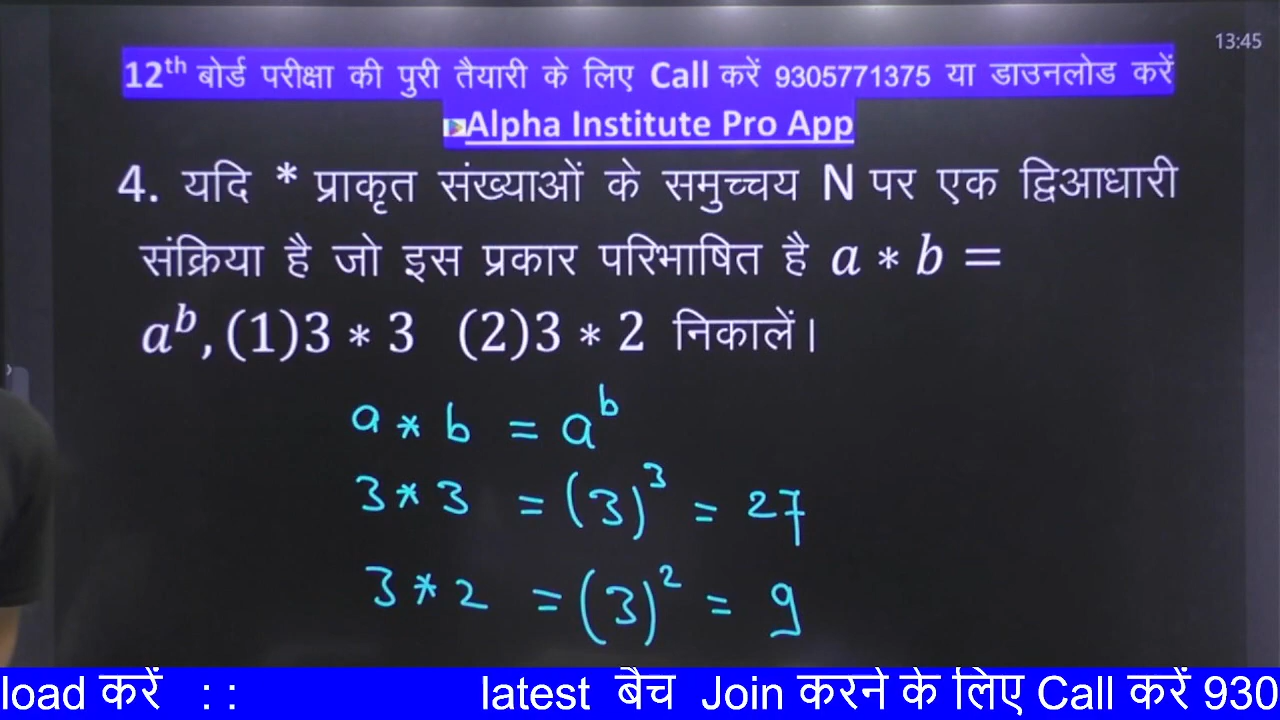 13:45
12th बोर्ड परीक्षा की पुरी तैयारी के लिए Call करें 9305771375 या डाउनलोड करें
Alpha Institute Pro App
4. यदि * प्राकृत संख्याओं के समुच्चय N पर एक द्विआधारी
संक्रिया है जो इस प्रकार परिभाषित है a * b =
a^b, (1)3 * 3 (2)3 * 2 निकालें।
a * b = a^b
3 * 3 = (3)^3 = 27
3 * 2 = (3)^2 = 9
load करें : : latest बैच Join करने के लिए Call करें 930